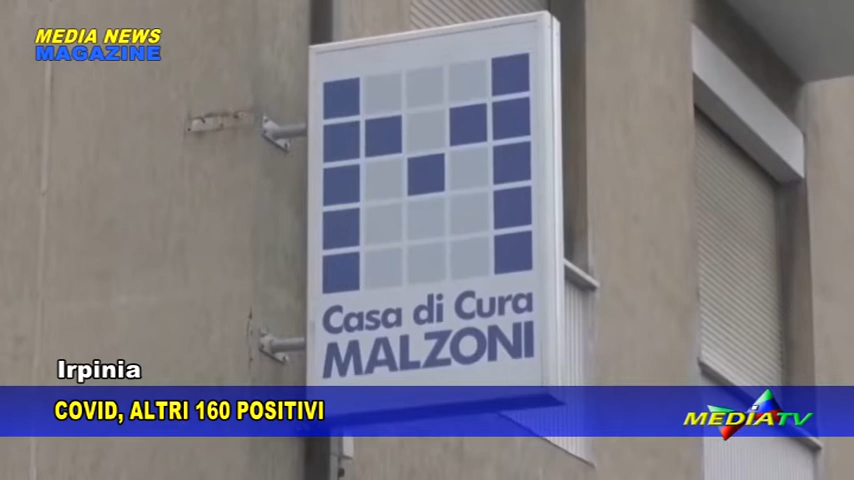 MEDIA NEWS
MAGAZINE
Casa di Cura
MALZONI
Irpinia
COVID, ALTRI 160 POSITIVI
MEDIATV